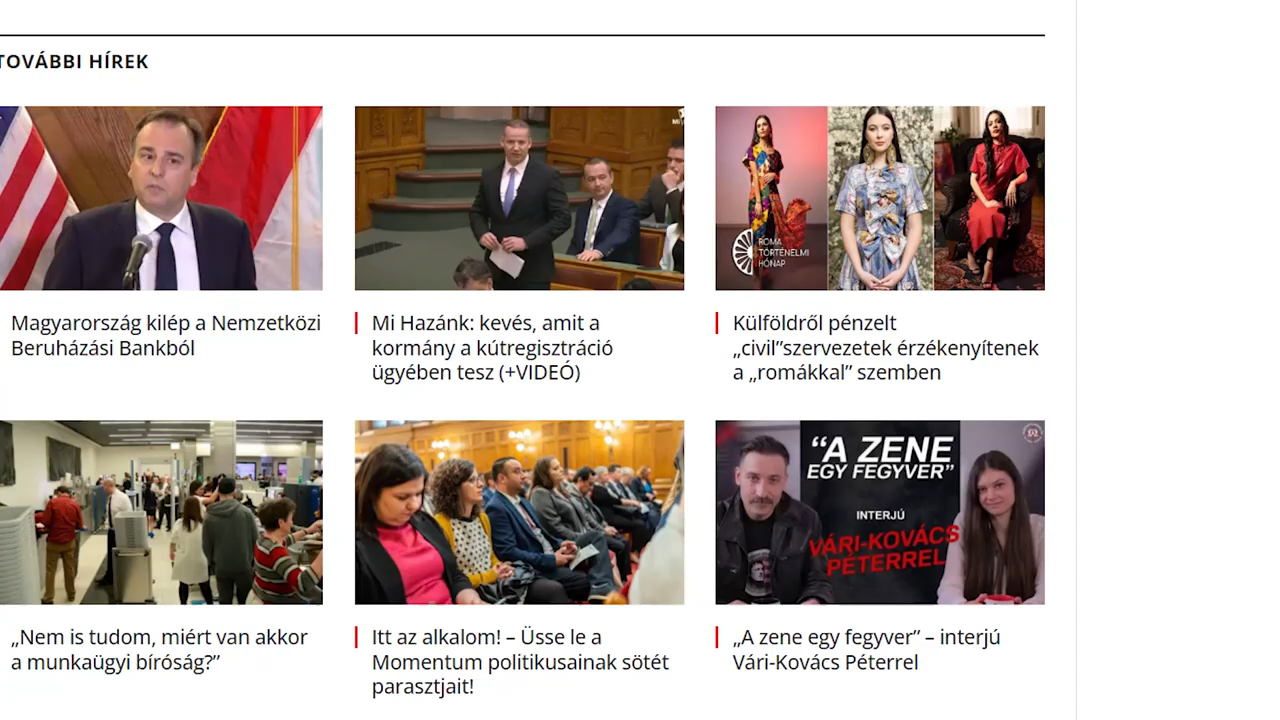 TOVÁBBI HÍREK
ROMA
TÖRTÉNELMI
HÓNAP
Magyarország kilép a Nemzetközi
Beruházási Bankból
Mi Hazánk: kevés, amit a
kormány a kútregisztráció
ügyében tesz (+VIDEÓ)
Külföldről pénzelt
„civil”szervezetek érzékenyítenek
a „romákkal” szemben
“A ZENE
EGY FEGYVER”
INTERJÚ
VÁRI-KOVÁCS
PÉTERREL
„Nem is tudom, miért van akkor
a munkaügyi bíróság?”
Itt az alkalom! – Üsse le a
Momentum politikusainak sötét
parasztjait!
„A zene egy fegyver” – interjú
Vári-Kovács Péterrel